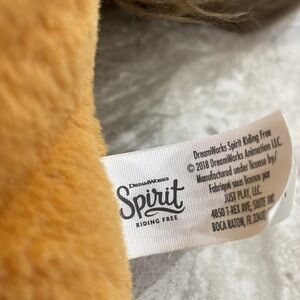 DREAMWORKS
Spirit
RIDING FREE
DreamWorks Spirit Riding Free
© 2018 DreamWorks Animation LLC.
Manufactured under license by/
Fabriqué sous licence par
JUST PLAY, LLC.
4850 T-REX AVE, SUITE 100
BOCA RATON, FL 33431